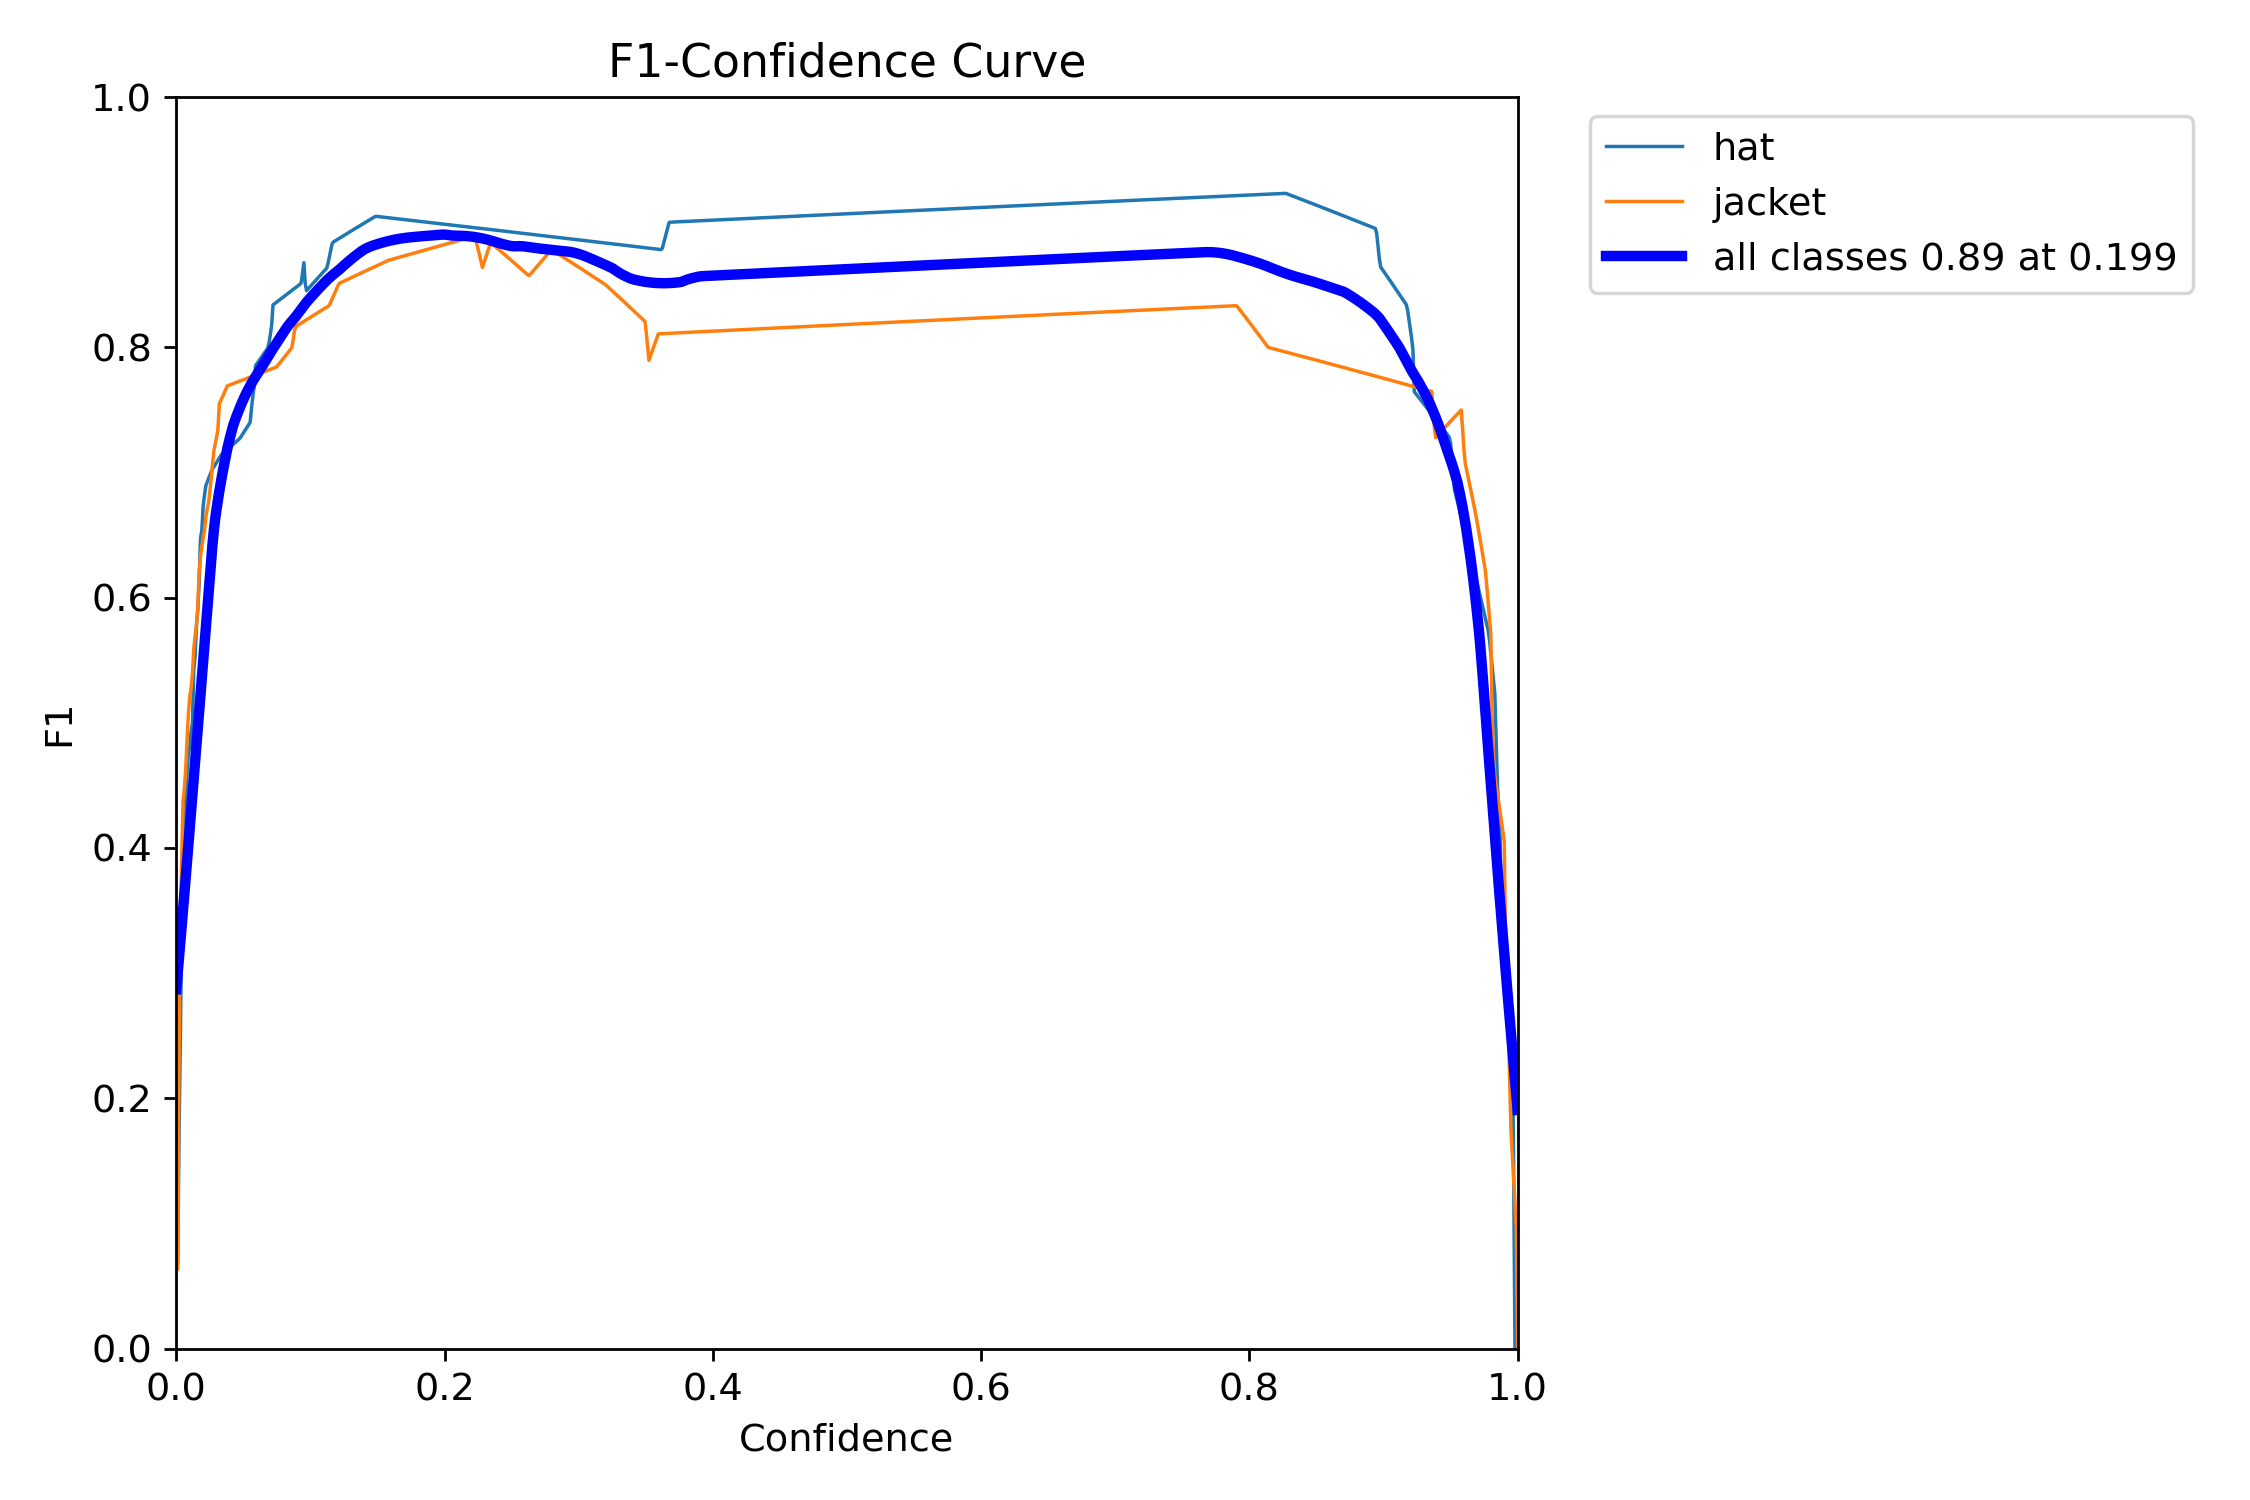 F1-Confidence Curve
1.0
0.8
0.6
0.4
0.2
0.0
F1
0.0 0.2 0.4 0.6 0.8 1.0
Confidence
hat
jacket
all classes 0.89 at 0.199